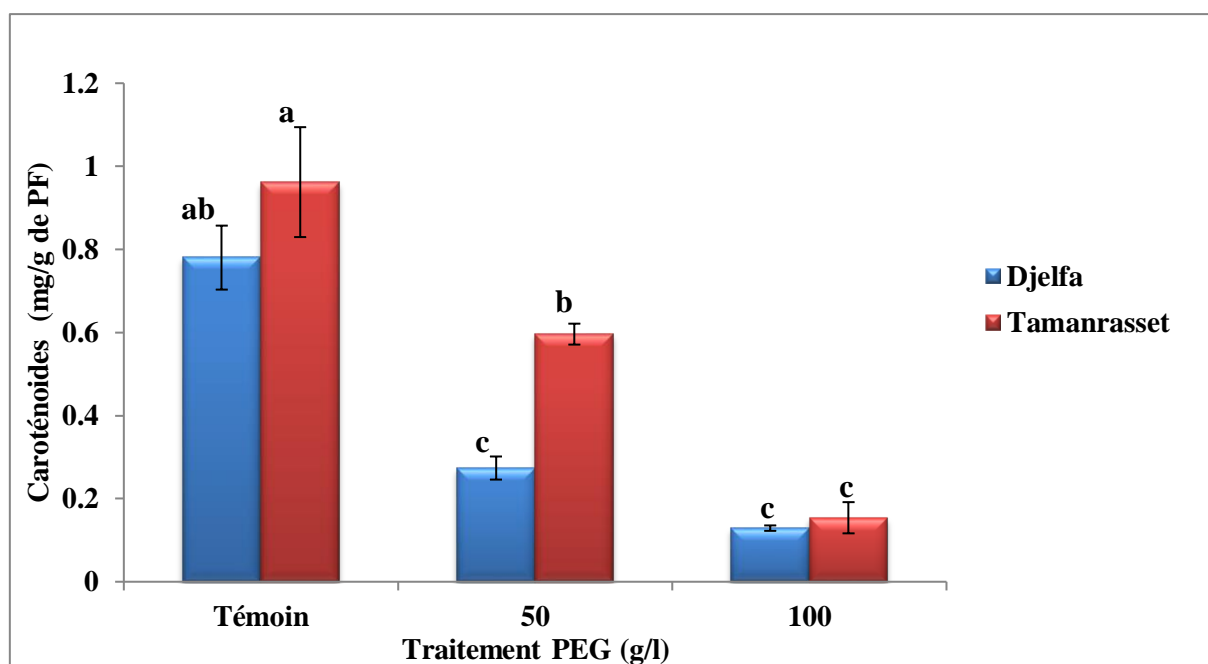 Caroténoides (mg/g de PF)
1.2
1
0.8
0.6
0.4
0.2
0
ab
a
c
b
c
c
Témoin
50
100
Traitement PEG (g/l)
Djelfa
Tamanrasset